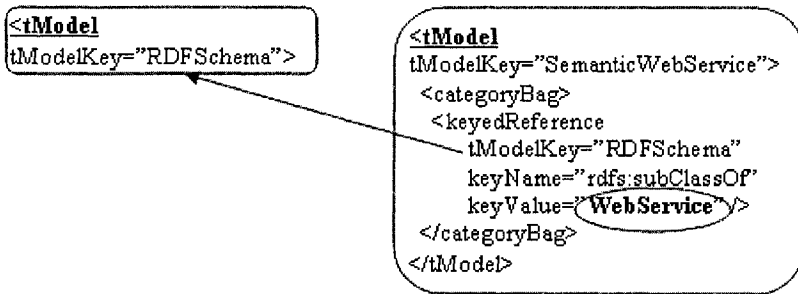 <tModel
tModelKey="RDFSchema">
<tModel
tModelKey="SemanticWebService">
<categoryBag>
<keyedReference
tModelKey="RDFSchema"
keyName="rdfs:subClassOf"
keyValue="WebService"/>
</categoryBag>
</tModel>